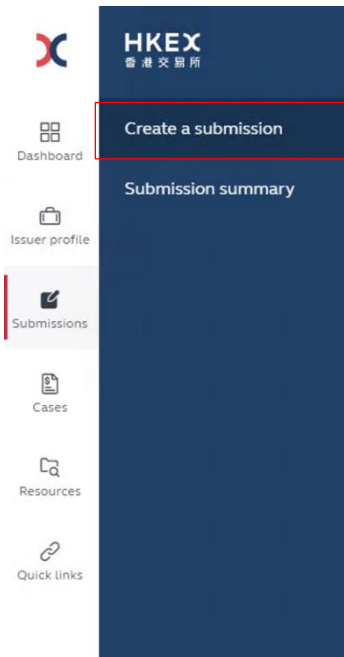 HKEX
香港交易所
Create a submission
Submission summary
Dashboard
Issuer profile
Submissions
Cases
Resources
Quick links